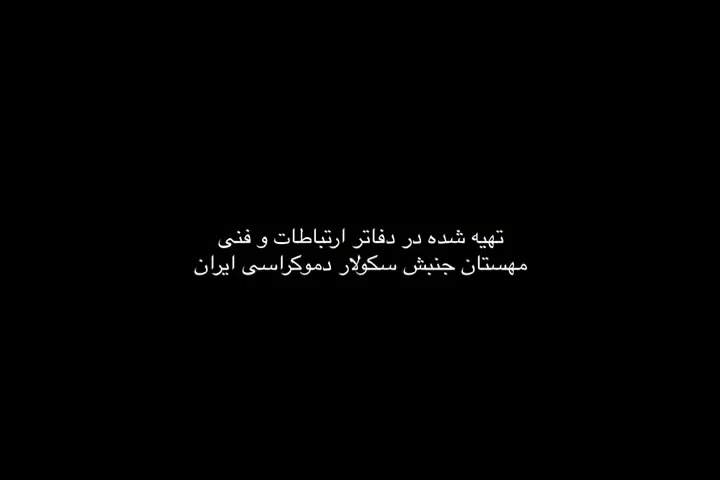 تهیه شده در دفاتر ارتباطات و فنی
مهستان جنبش سکولار دموکراسی ایران